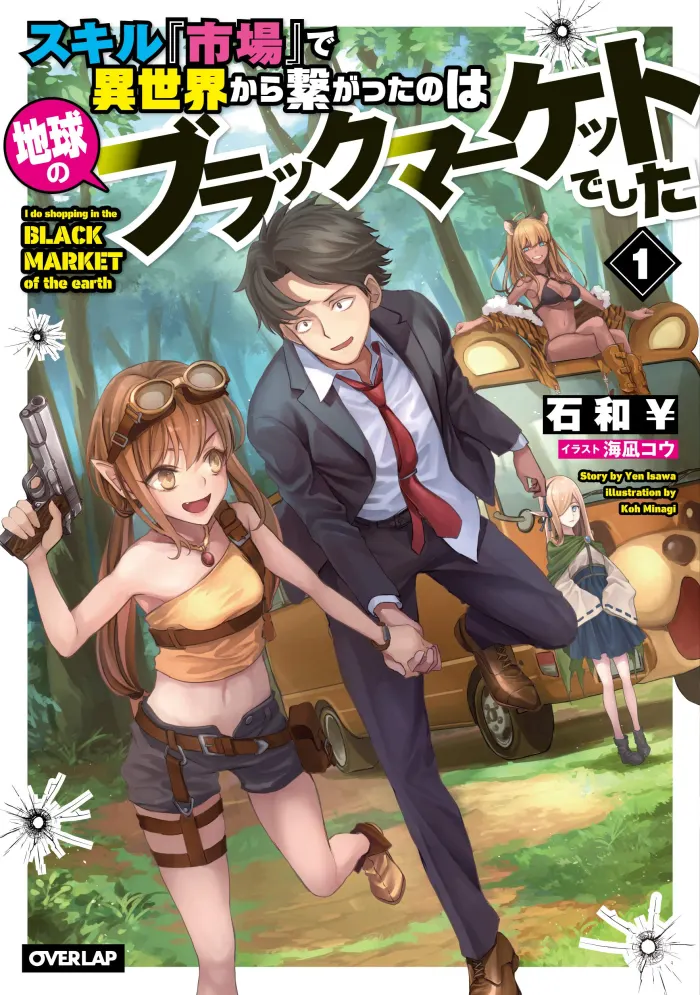 スキル『市場』で
異世界から繋がったのは
地球の
ブラックマーケット
でした
I do shopping in the
BLACK
MARKET
of the earth
1
石和¥
イラスト 海凪コウ
Story by Yen Isawa
illustration by
Koh Minagi
OVERLAP